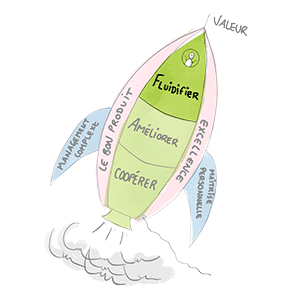 VALEUR
FLUIDIFIER
LE BON PRODUIT
AMÉLIORER
EXCELLENCE
MANAGEMENT
COMPLEXE
COOPÉRER
MAÎTRISE
PERSONNELLE